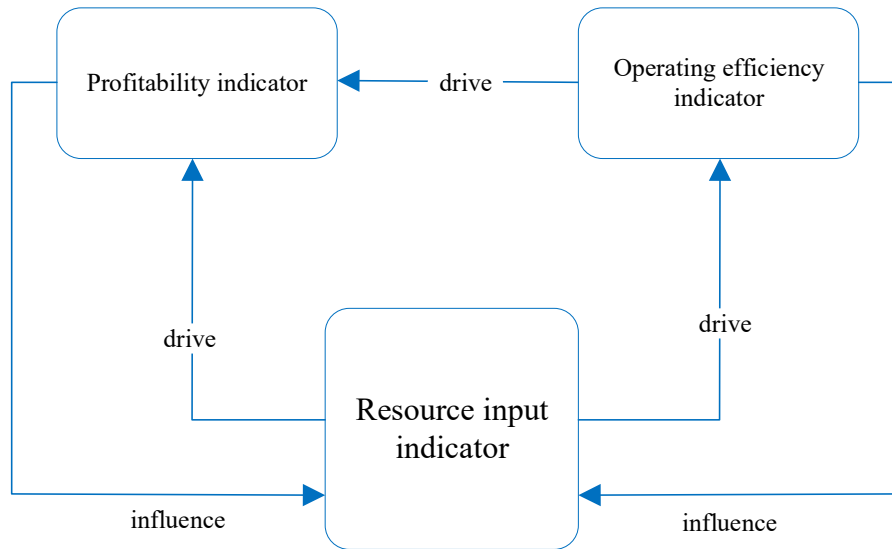 Profitability indicator
drive
Operating efficiency
indicator
drive
drive
Resource input
indicator
influence
influence